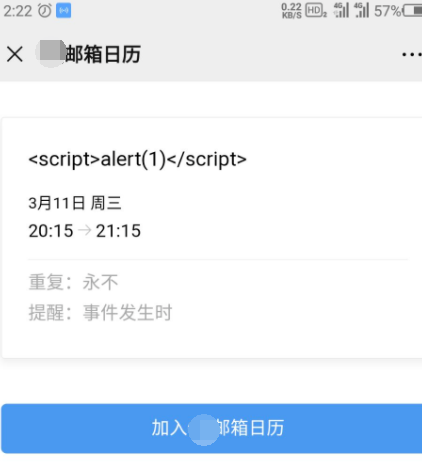 2:22 0.22 KB/S HD 2 4G 4G 57%
邮箱日历
<script>alert(1)</script>
3月11日 周三
20:15 → 21:15
重复：永不
提醒：事件发生时
加入 邮箱日历